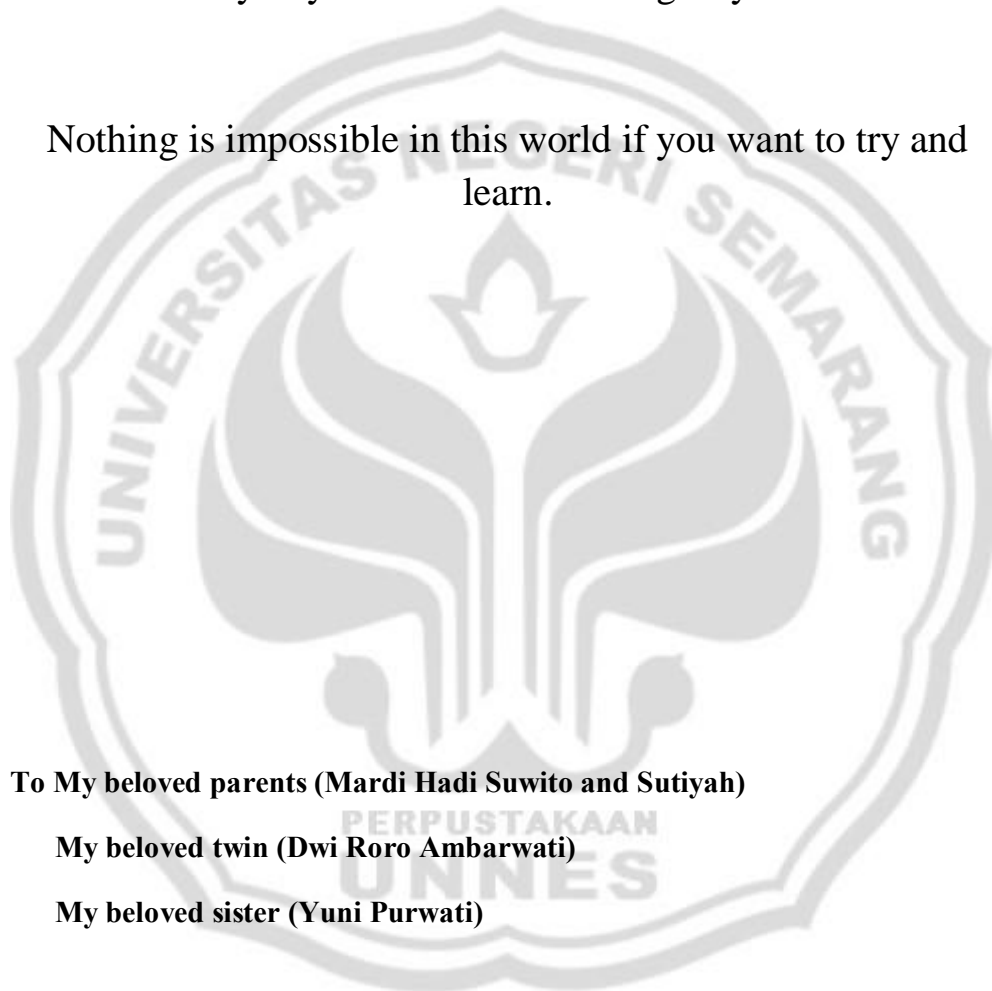 Nothing is impossible in this world if you want to try and
learn.
UNIVERSITAS NEGERI SEMARANG
To My beloved parents (Mardi Hadi Suwito and Sutiyah)
PERPUSTAKAAN
My beloved twin (Dwi Roro Ambarwati)
UNNES
My beloved sister (Yuni Purwati)